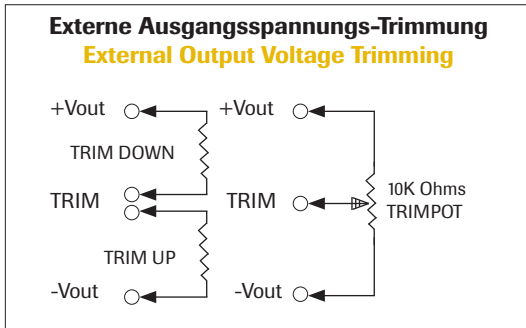 Externe Ausgangsspannungs-Trimmung
External Output Voltage Trimming
+Vout
TRIM DOWN
TRIM
TRIM UP
-Vout
+Vout
TRIM
10K Ohms
TRIMPOT
-Vout